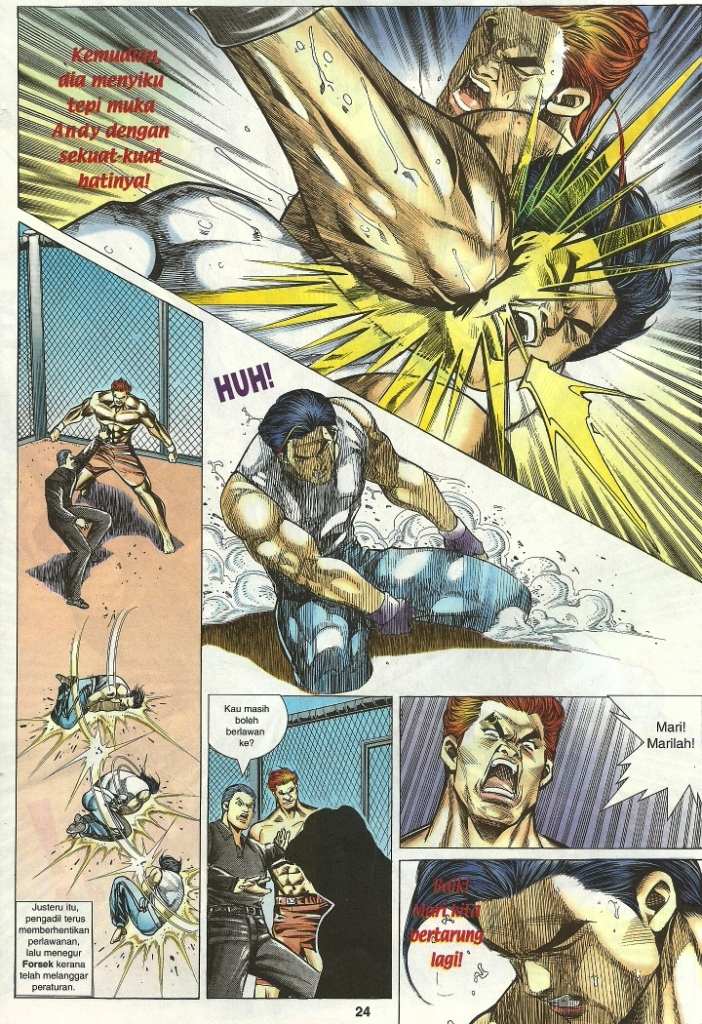 Kemudian,
dia menyiku
tepi muka
Andy dengan
sekuat-kuat
hatinya!
HUH!
Justeru itu,
pengadil terus
memberhentikan
perlawanan,
lalu menegur
Forsek kerana
telah melanggar
peraturan.
Kau masih
boleh
berlawan
ke?
Mari!
Marilah!
Baik!
Mari kita
bertarung
lagi!
24